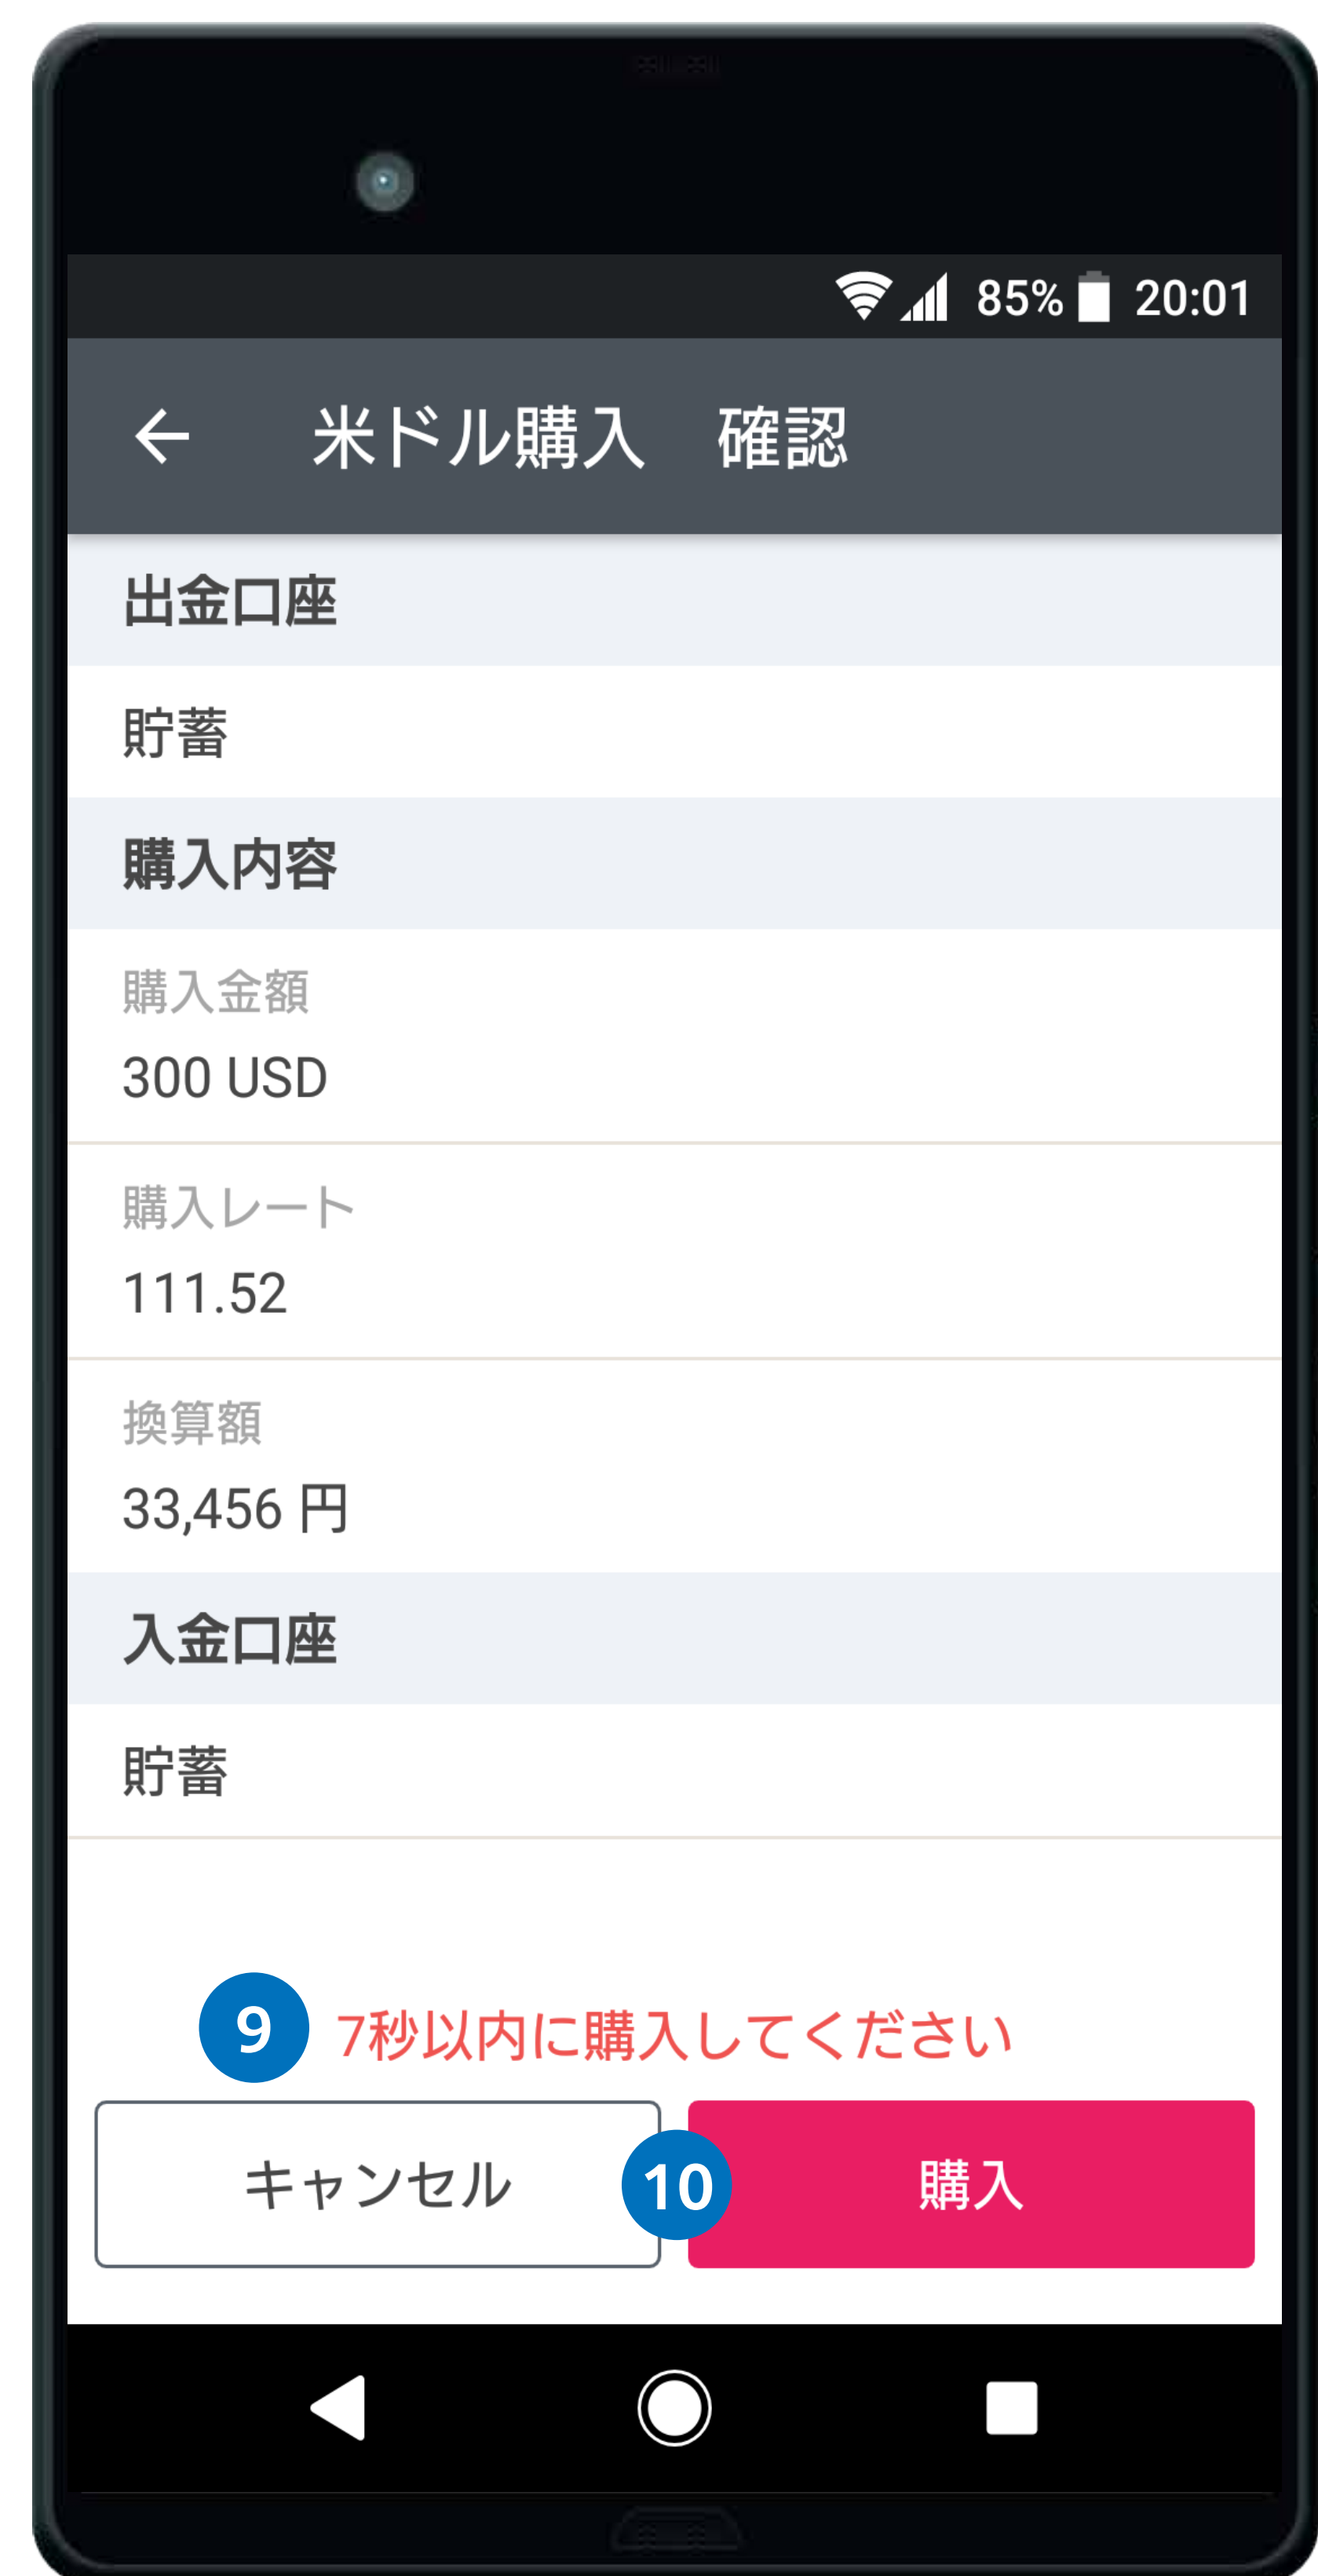 85% 20:01
米ドル購入 確認
出金口座
貯蓄
購入内容
購入金額
300 USD
購入レート
111.52
換算額
33,456 円
入金口座
貯蓄
9 7秒以内に購入してください
キャンセル 10 購入